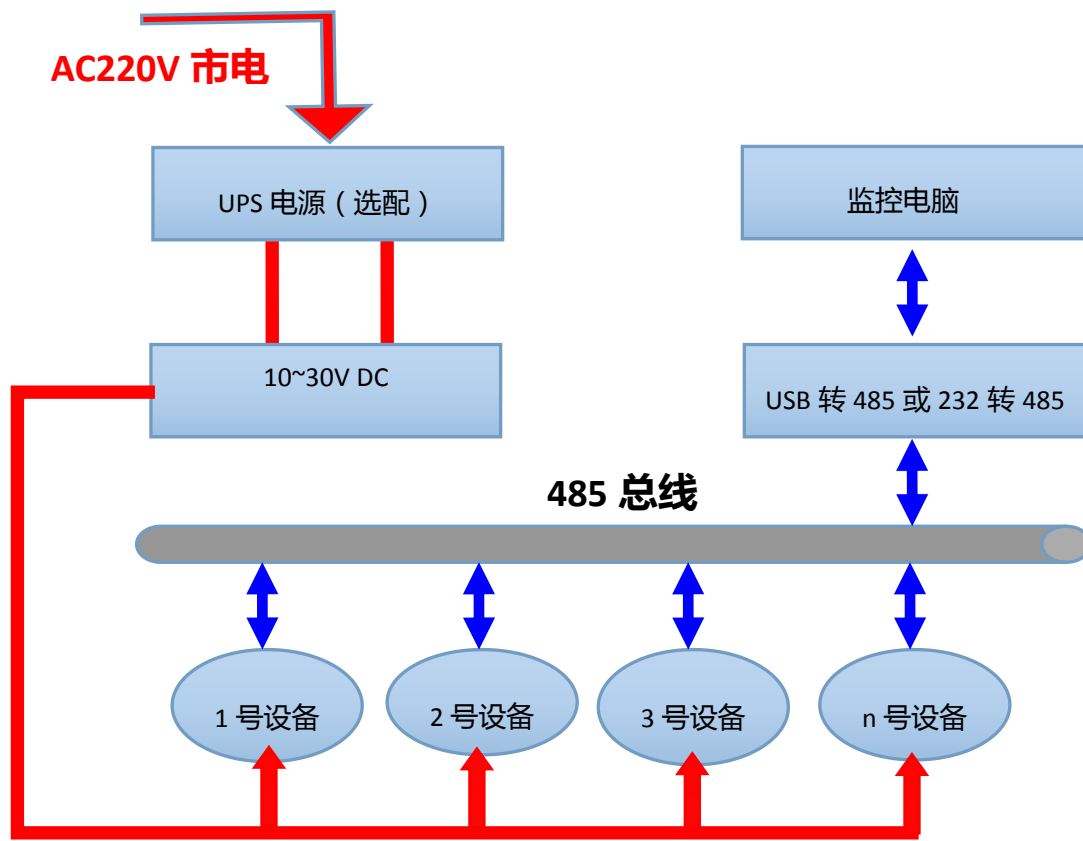 AC220V 市电
UPS 电源（选配）
监控电脑
10~30V DC
USB 转 485 或 232 转 485
485 总线
1 号设备
2 号设备
3 号设备
n 号设备